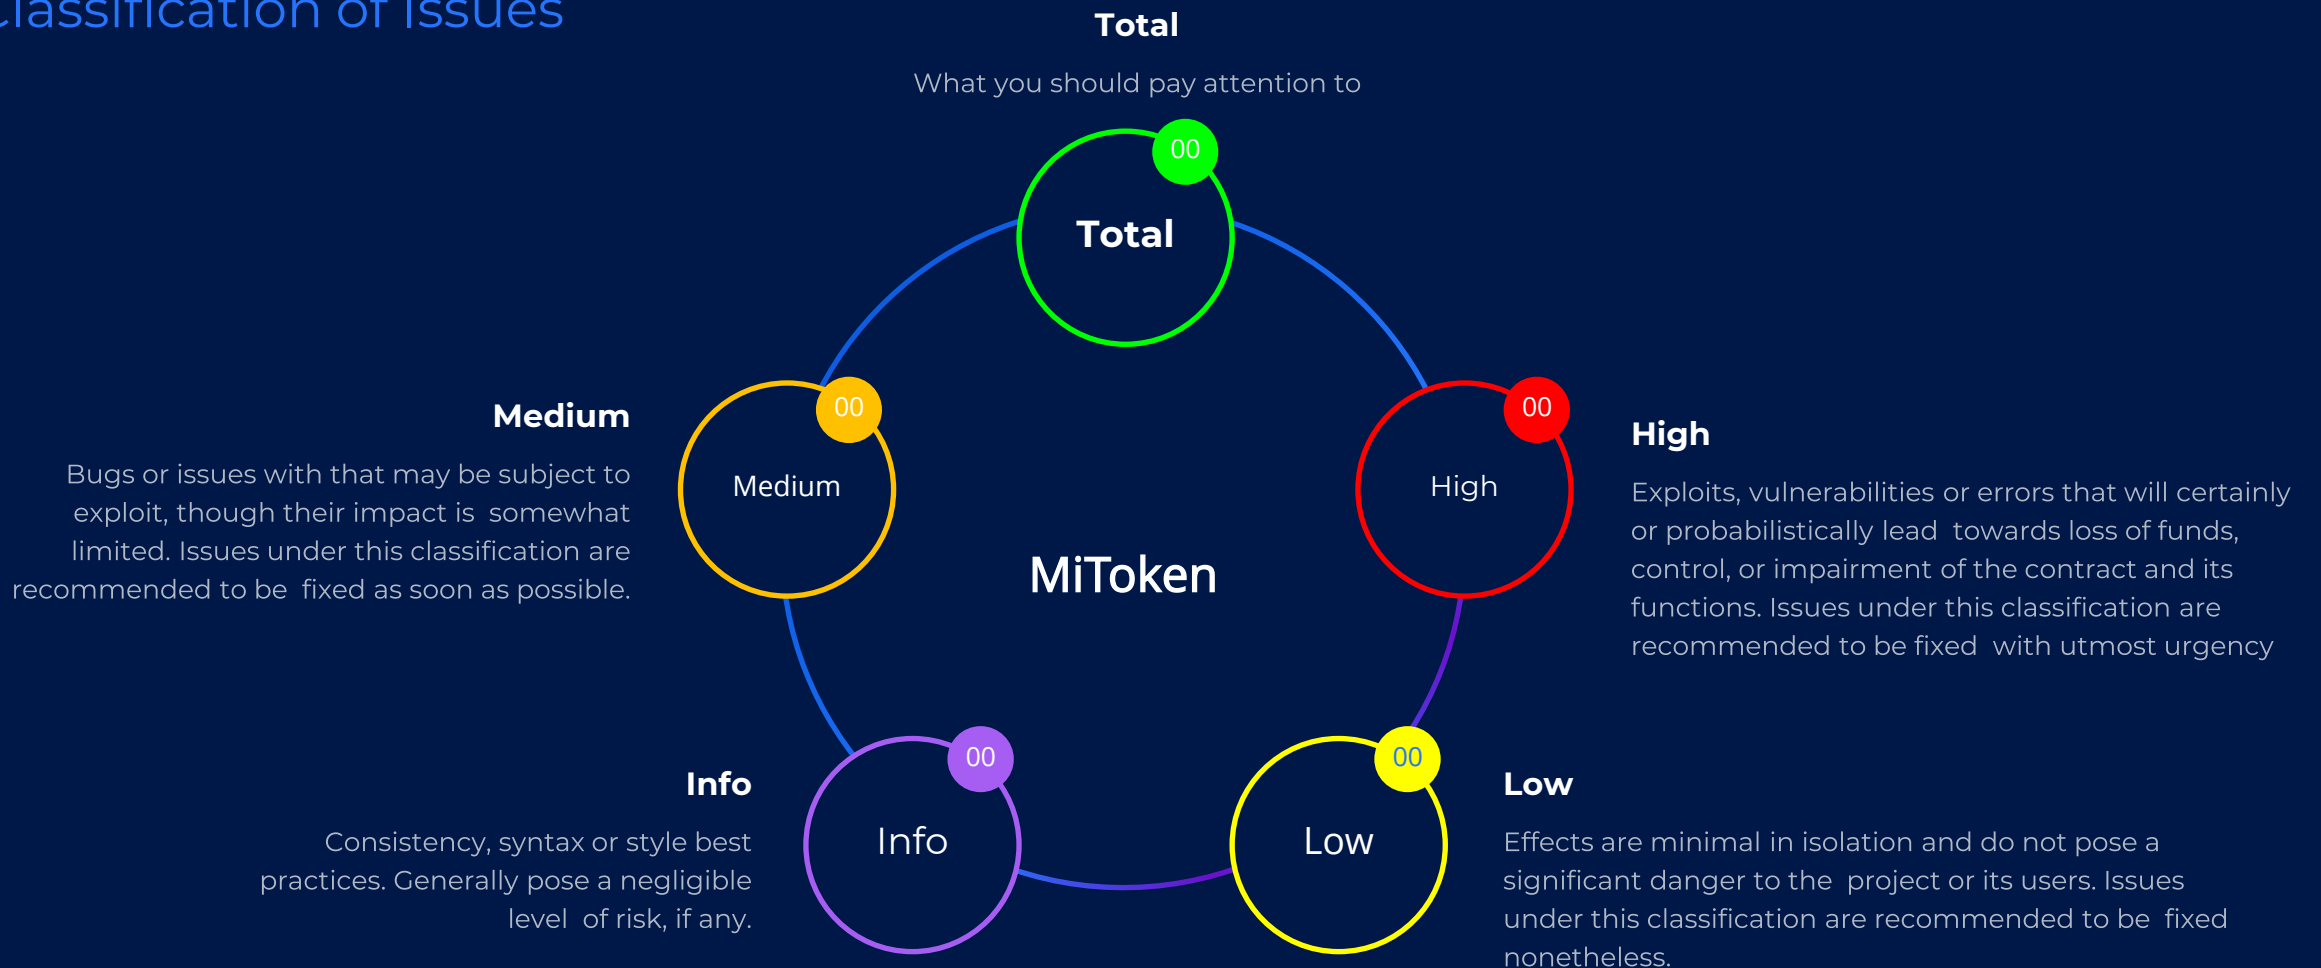 Classification of Issues
Total
What you should pay attention to
00
Total
Medium
Bugs or issues with that may be subject to
exploit, though their impact is somewhat
limited. Issues under this classification are
recommended to be fixed as soon as possible.
00
Medium
00
High
High
Exploits, vulnerabilities or errors that will certainly
or probabilistically lead towards loss of funds,
control, or impairment of the contract and its
functions. Issues under this classification are
recommended to be fixed with utmost urgency
MiToken
Info
Consistency, syntax or style best
practices. Generally pose a negligible
level of risk, if any.
00
Info
00
Low
Low
Effects are minimal in isolation and do not pose a
significant danger to the project or its users. Issues
under this classification are recommended to be fixed
nonetheless.